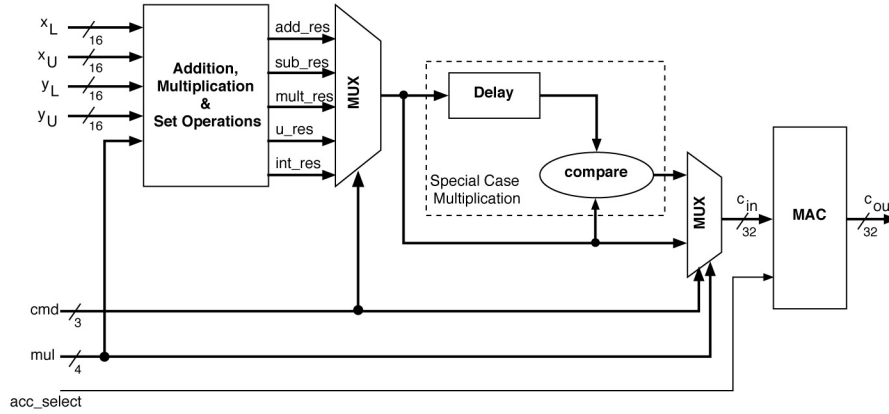 x_L
16
x_U
16
y_L
16
y_U
16
Addition,
Multiplication
&
Set Operations
add_res
sub_res
mult_res
u_res
int_res
MUX
Delay
compare
Special Case
Multiplication
MUX
c_in
32
MAC
c_ou
32
cmd
3
mul
4
acc_select